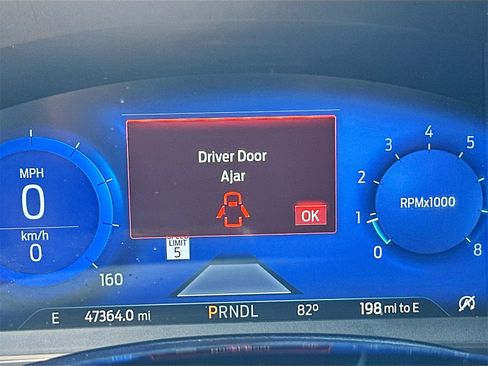 Driver Door
Ajar
OK
MPH
0
km/h
0
160
SPEED
LIMIT
5
3
4
5
2
1
0
8
RPMx1000
E
47364.0 mi
PRNDL
82°
198 mi to E